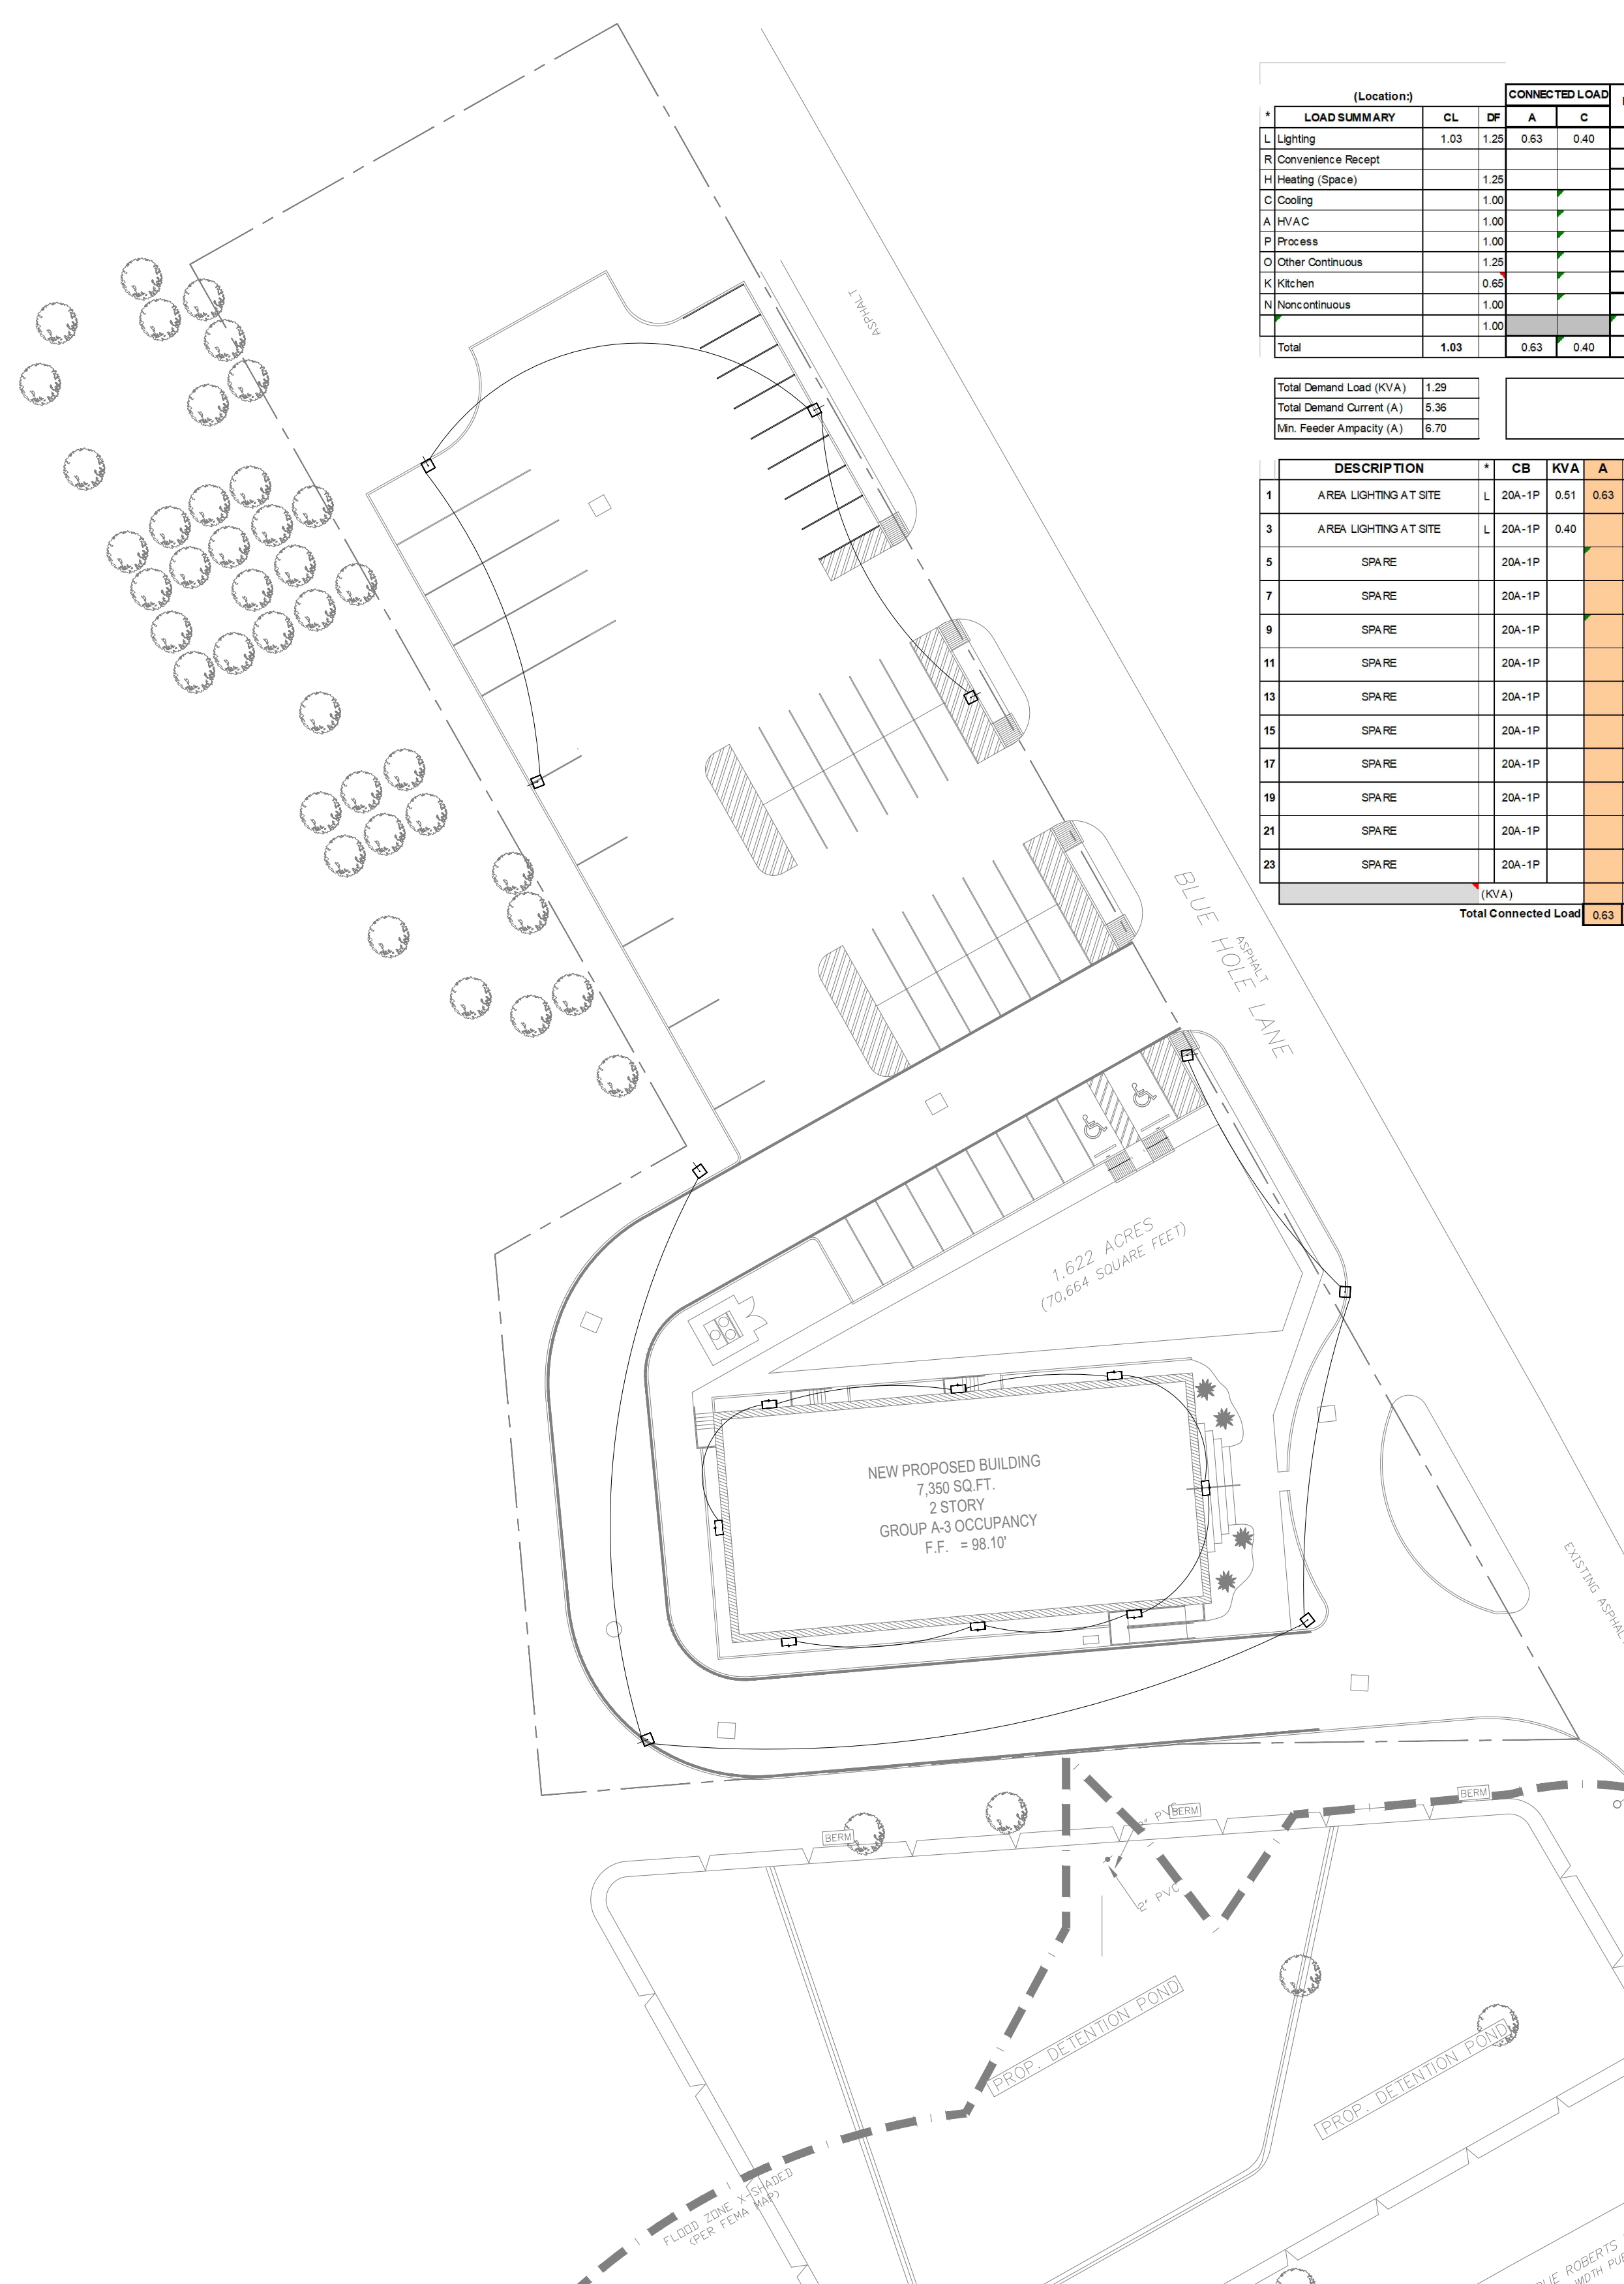 (Location:) CONNECTED LOAD
* LOAD SUMMARY CL DF A C
L Lighting 1.03 1.25 0.63 0.40
R Convenience Recept
H Heating (Space) 1.25
C Cooling 1.00
A HVAC 1.00
P Process 1.00
O Other Continuous 1.25
K Kitchen 0.65
N Noncontinuous 1.00
1.00
Total 1.03 0.63 0.40
Total Demand Load (KVA) 1.29
Total Demand Current (A) 5.36
Min. Feeder Ampacity (A) 6.70
DESCRIPTION * CB KVA A
1 AREA LIGHTING AT SITE L 20A-1P 0.51 0.63
3 AREA LIGHTING AT SITE L 20A-1P 0.40
5 SPARE 20A-1P
7 SPARE 20A-1P
9 SPARE 20A-1P
11 SPARE 20A-1P
13 SPARE 20A-1P
15 SPARE 20A-1P
17 SPARE 20A-1P
19 SPARE 20A-1P
21 SPARE 20A-1P
23 SPARE 20A-1P
(KVA)
Total Connected Load 0.63
ASPHALT
BLUE HOLE LANE
ASPHALT
1.622 ACRES
(70,664 SQUARE FEET)
NEW PROPOSED BUILDING
7,350 SQ.FT.
2 STORY
GROUP A-3 OCCUPANCY
F.F. = 98.10'
EXISTING
BERM
BERM
BERM
2" PVC
PROP. DETENTION POND
PROP. DETENTION POND
FLOOD ZONE X-SHADED
(PER FEMA MAP)
ROBERTS
WIDTH